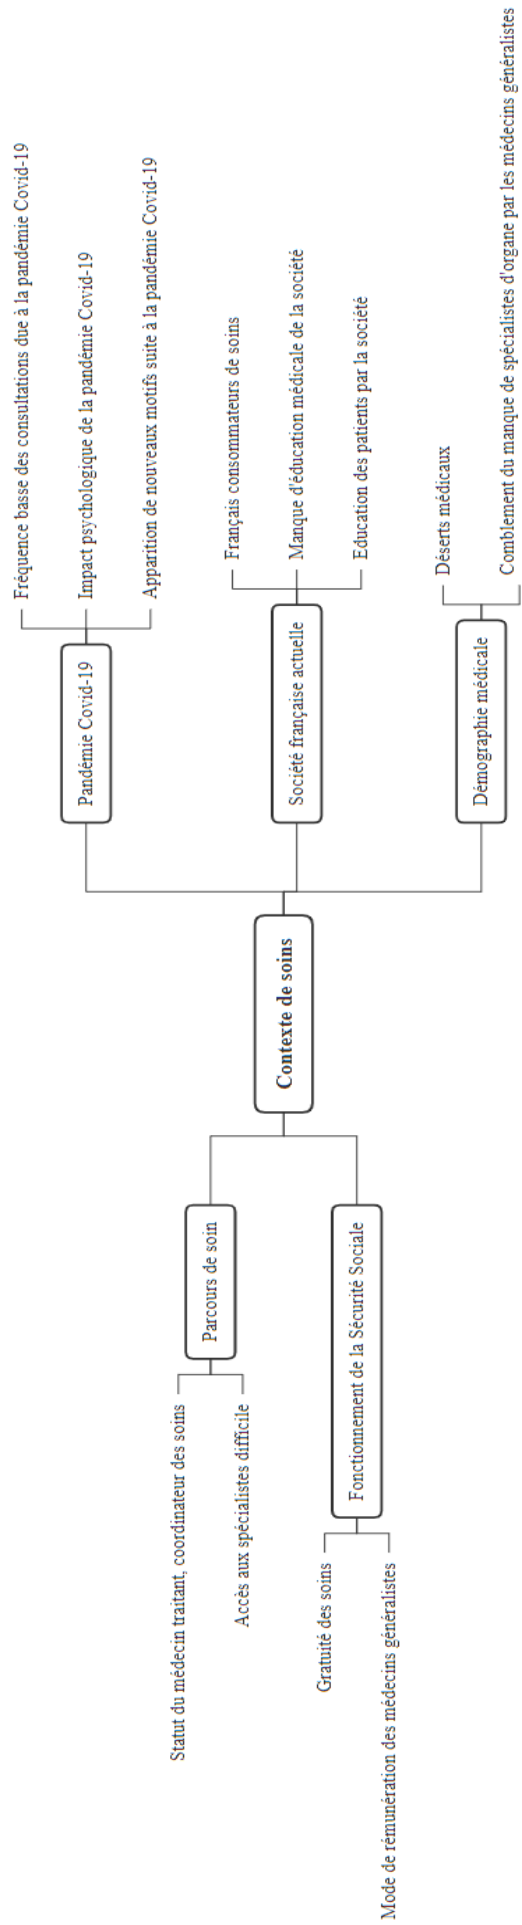 Fréquence basse des consultations due à la pandémie Covid-19
Pandémie Covid-19
Impact psychologique de la pandémie Covid-19
Apparition de nouveaux motifs suite à la pandémie Covid-19
Statut du médecin traitant, coordinateur des soins
Parcours de soin
Accès aux spécialistes difficile
Français consommateurs de soins
Contexte de soins
Société française actuelle
Manque d'éducation médicale de la société
Education des patients par la société
Gratuité des soins
Fonctionnement de la Sécurité Sociale
Mode de rémunération des médecins généralistes
Déserts médicaux
Démographie médicale
Comblement du manque de spécialistes d'organe par les médecins généralistes